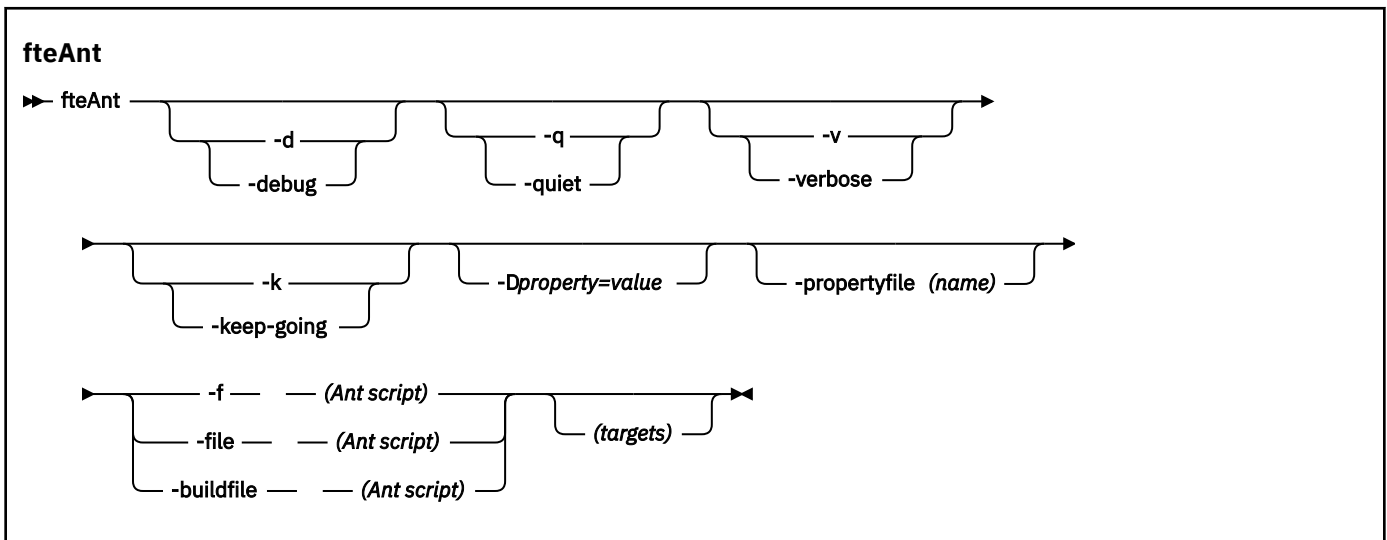 fteAnt
fteAnt
-d -q -v
-debug -quiet -verbose
-k -Dproperty=value -propertyfile (name)
-keep-going
-f (Ant script)
-file (Ant script) (targets)
-buildfile (Ant script)